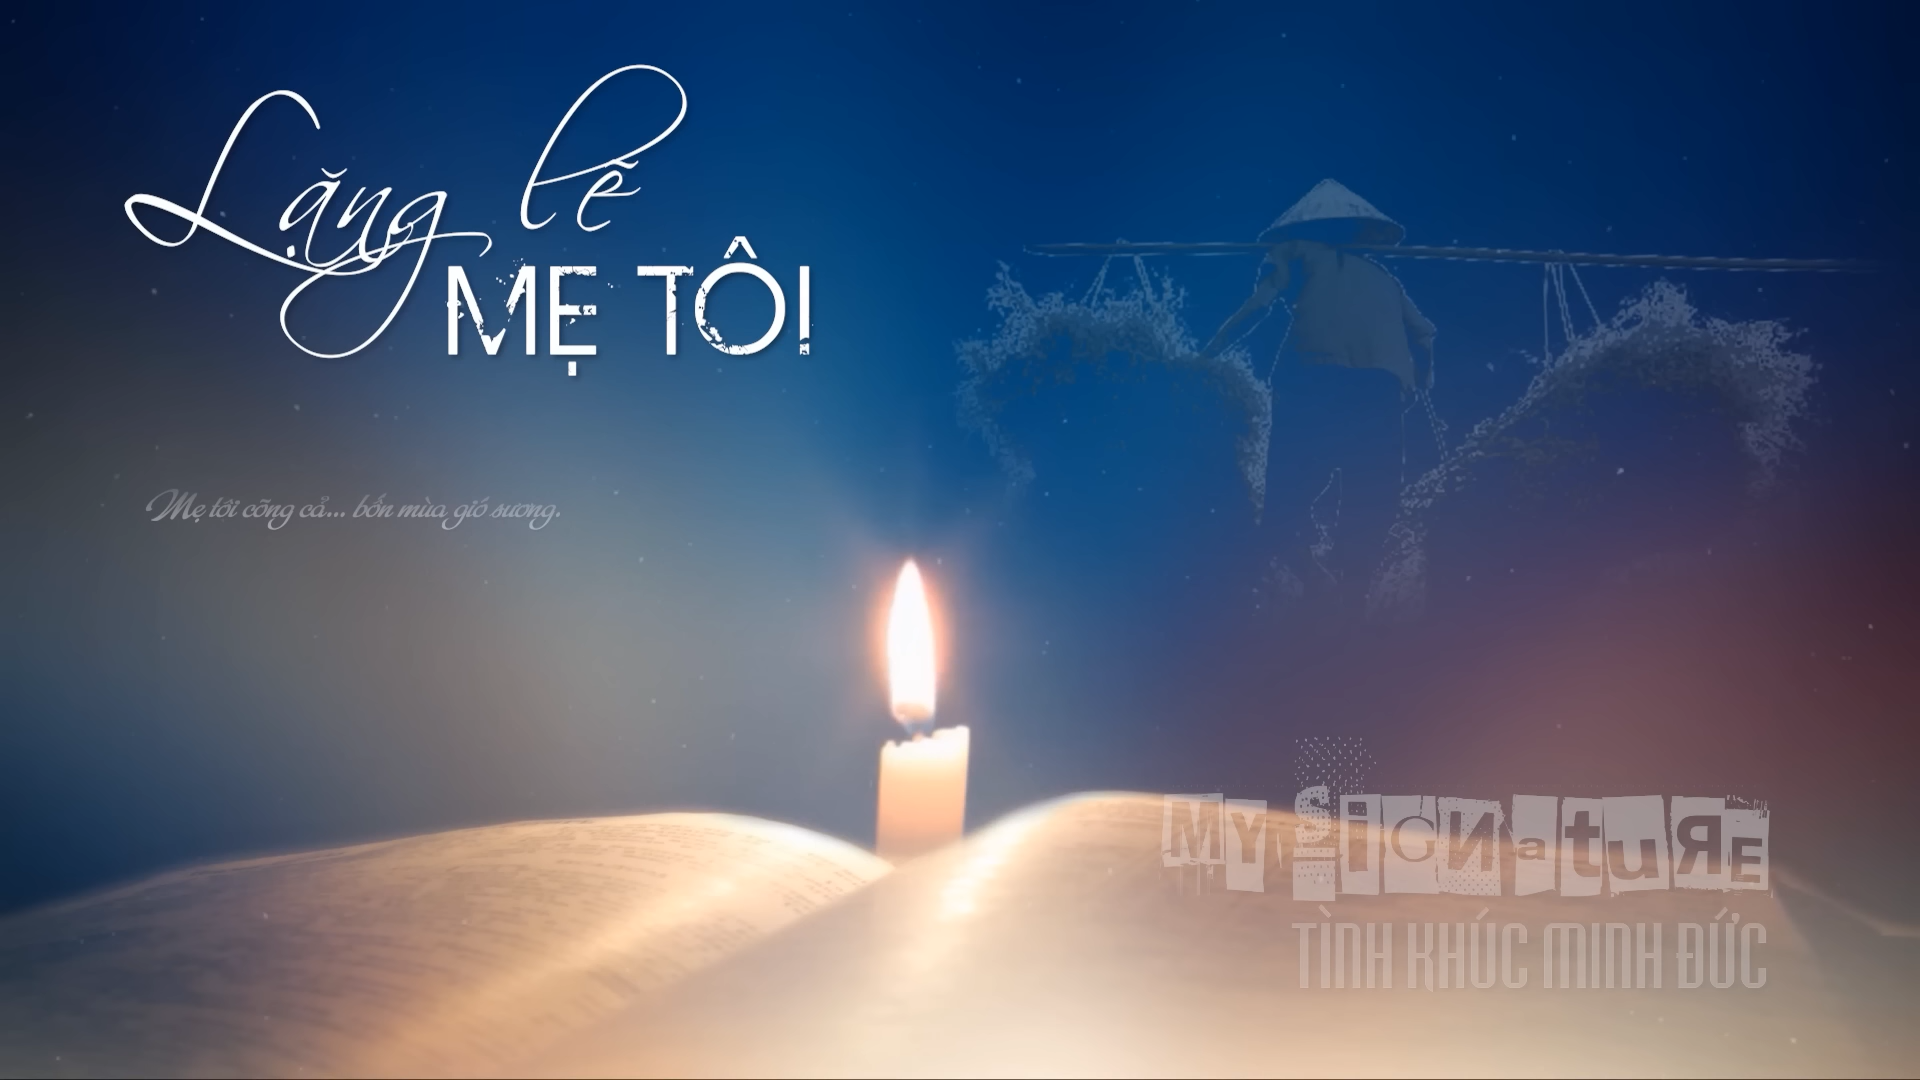 Lặng lẽ
MẸ TÔI
Mẹ tôi cõng cả... bốn mùa gió sương.
MY SiGNatuRE
TÌNH KHÚC MINH ĐỨC